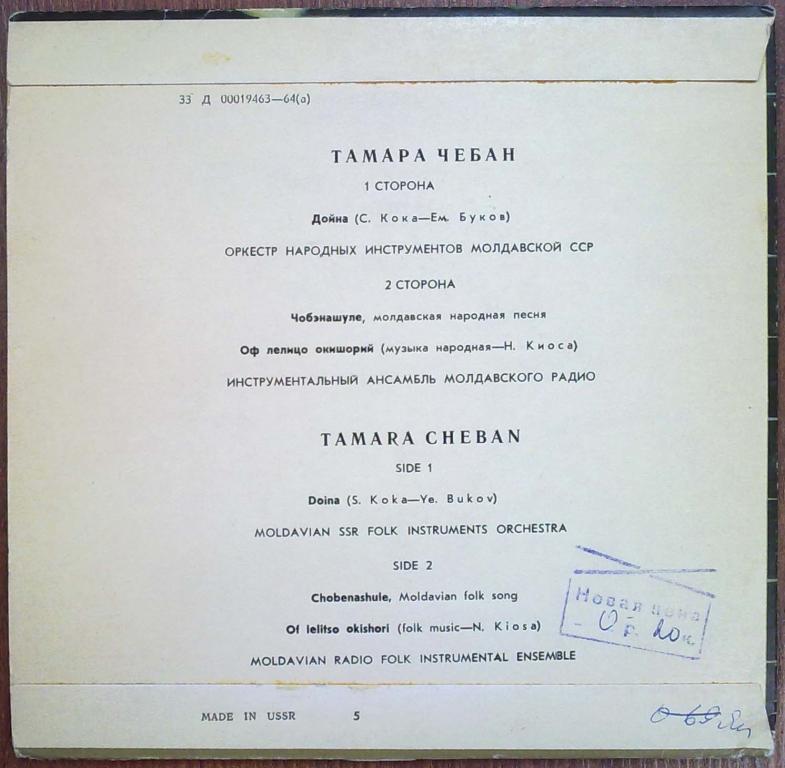 33 Д 00019463—64(а)
ТАМАРА ЧЕБАН
1 СТОРОНА
Дойна (С. Кока—Ем. Буков)
ОРКЕСТР НАРОДНЫХ ИНСТРУМЕНТОВ МОЛДАВСКОЙ ССР
2 СТОРОНА
Чобэнашуле, молдавская народная песня
Оф лелицо окишорий (музыка народная—Н. Киоса)
ИНСТРУМЕНТАЛЬНЫЙ АНСАМБЛЬ МОЛДАВСКОГО РАДИО
TAMARA CHEBAN
SIDE 1
Doina (S. Koka—Ye. Bukov)
MOLDAVIAN SSR FOLK INSTRUMENTS ORCHESTRA
SIDE 2
Chobenashule, Moldavian folk song
Of lelitso okishori (folk music—N. Kiosa)
MOLDAVIAN RADIO FOLK INSTRUMENTAL ENSEMBLE
Новая цена
0 р. 20 к.
MADE IN USSR 5